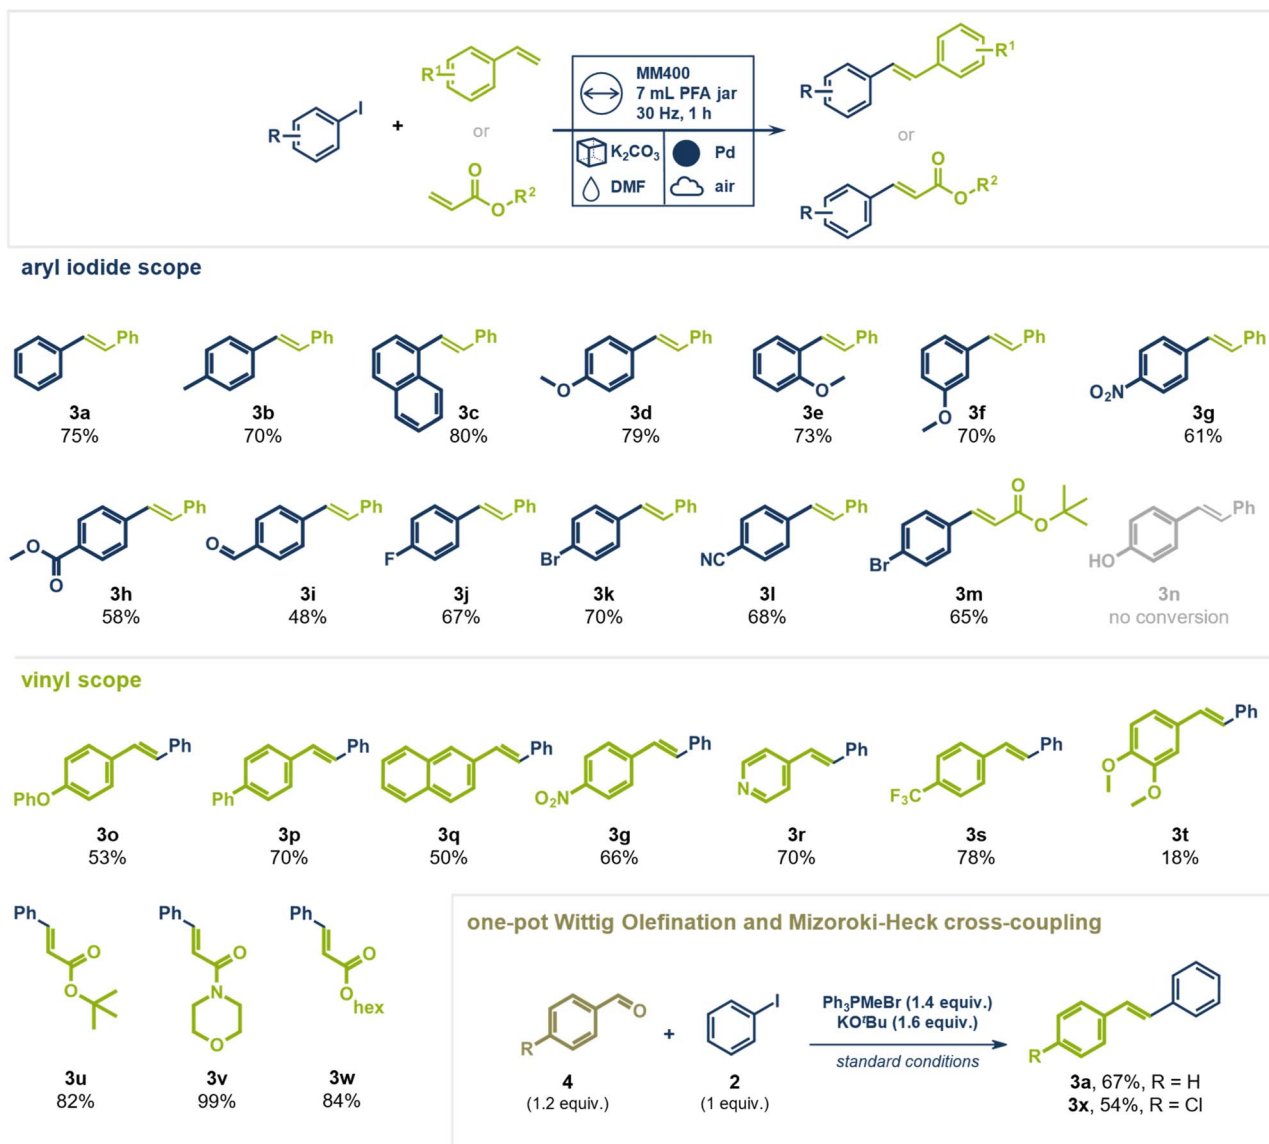 R
I
+
R¹
or
O
O
R²
MM400
7 mL PFA jar
30 Hz, 1 h
K₂CO₃
Pd
DMF
air
R
R¹
or
R
O
O
R²
aryl iodide scope
Ph
3a
75%
Ph
3b
70%
Ph
3c
80%
Ph
O
3d
79%
Ph
O
3e
73%
Ph
O
3f
70%
Ph
O₂N
3g
61%
Ph
O
O
3h
58%
Ph
O
3i
48%
Ph
F
3j
67%
Ph
Br
3k
70%
Ph
NC
3l
68%
O
O
Br
3m
65%
Ph
HO
3n
no conversion
vinyl scope
Ph
PhO
3o
53%
Ph
Ph
3p
70%
Ph
3q
50%
Ph
O₂N
3g
66%
Ph
N
3r
70%
Ph
F₃C
3s
78%
Ph
O
O
3t
18%
Ph
O
O
3u
82%
Ph
O
N
O
3v
99%
Ph
O
O
hex
3w
84%
one-pot Wittig Olefination and Mizoroki-Heck cross-coupling
O
R
4
(1.2 equiv.)
+
I
2
(1 equiv.)
Ph₃PMeBr (1.4 equiv.)
KOᵗBu (1.6 equiv.)
standard conditions
R
3a, 67%, R = H
3x, 54%, R = Cl